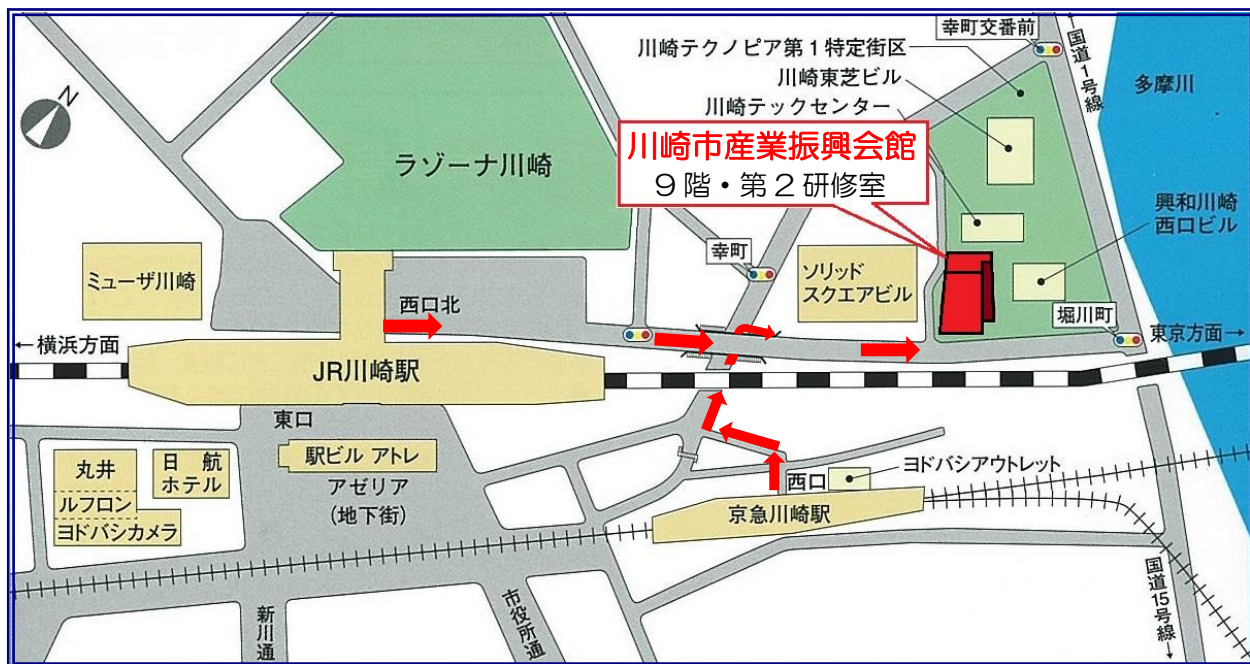 N
幸町交番前
国道1号線
川崎テクノピア第1特定街区
川崎東芝ビル
川崎テックセンター
多摩川
川崎市産業振興会館
9階・第2研修室
ラゾーナ川崎
興和川崎
西口ビル
ミューザ川崎
幸町
ソリッド
スクエアビル
西口北
堀川町
←横浜方面
東京方面→
JR川崎駅
東口
丸井
ルフロン
ヨドバシカメラ
日航
ホテル
駅ビル アトレ
アゼリア
(地下街)
西口
ヨドバシアウトレット
京急川崎駅
新川通
市役所通
国道15号線